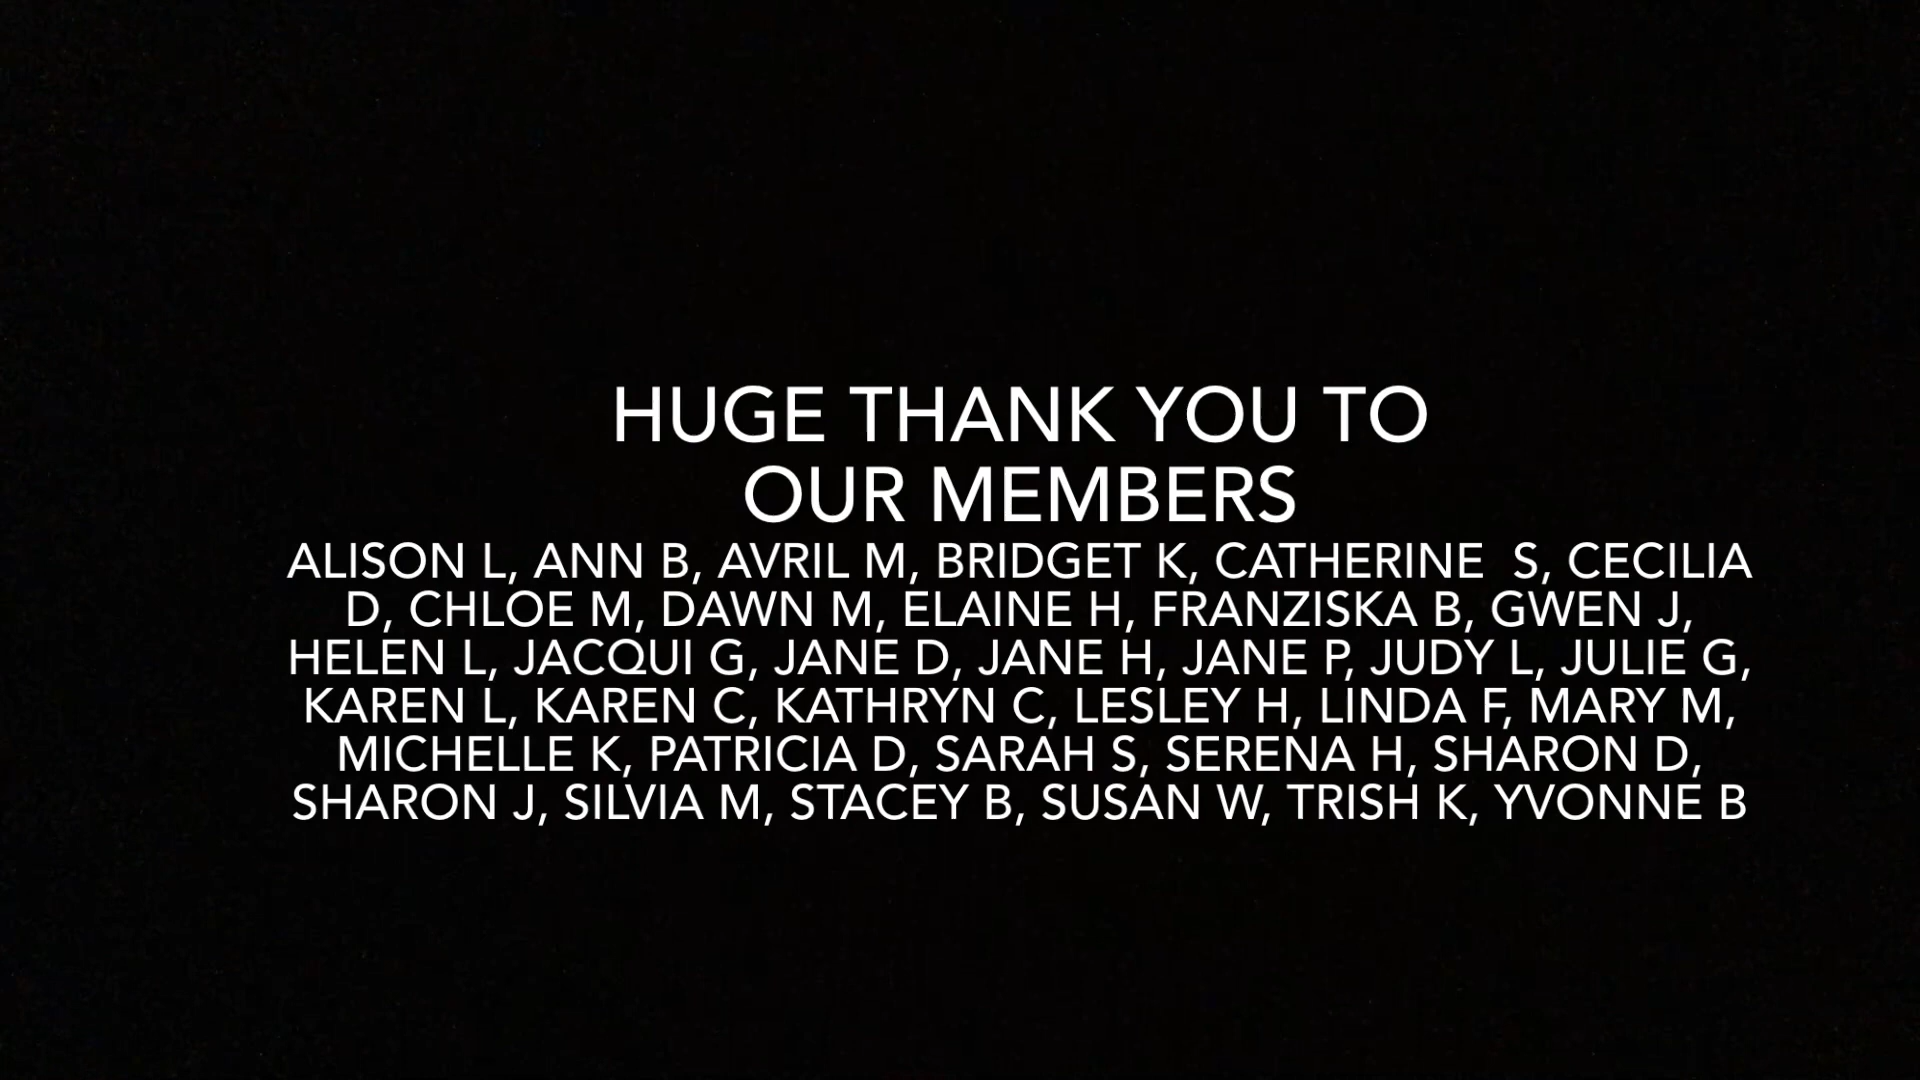 HUGE THANK YOU TO
OUR MEMBERS
ALISON L, ANN B, AVRIL M, BRIDGET K, CATHERINE  S, CECILIA
D, CHLOE M, DAWN M, ELAINE H, FRANZISKA B, GWEN J,
HELEN L, JACQUI G, JANE D, JANE H, JANE P, JUDY L, JULIE G,
KAREN L, KAREN C, KATHRYN C, LESLEY H, LINDA F, MARY M,
MICHELLE K, PATRICIA D, SARAH S, SERENA H, SHARON D,
SHARON J, SILVIA M, STACEY B, SUSAN W, TRISH K, YVONNE B